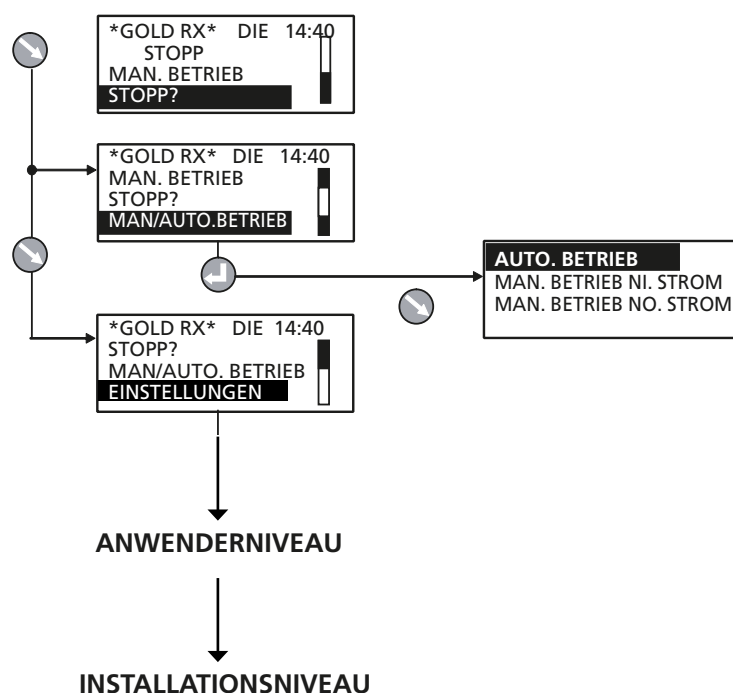 *GOLD RX* DIE 14:40
STOPP
MAN. BETRIEB
STOPP?
*GOLD RX* DIE 14:40
MAN. BETRIEB
STOPP?
MAN/AUTO.BETRIEB
AUTO. BETRIEB
MAN. BETRIEB NI. STROM
MAN. BETRIEB NO. STROM
*GOLD RX* DIE 14:40
STOPP?
MAN/AUTO. BETRIEB
EINSTELLUNGEN
ANWENDERNIVEAU
INSTALLATIONSNIVEAU